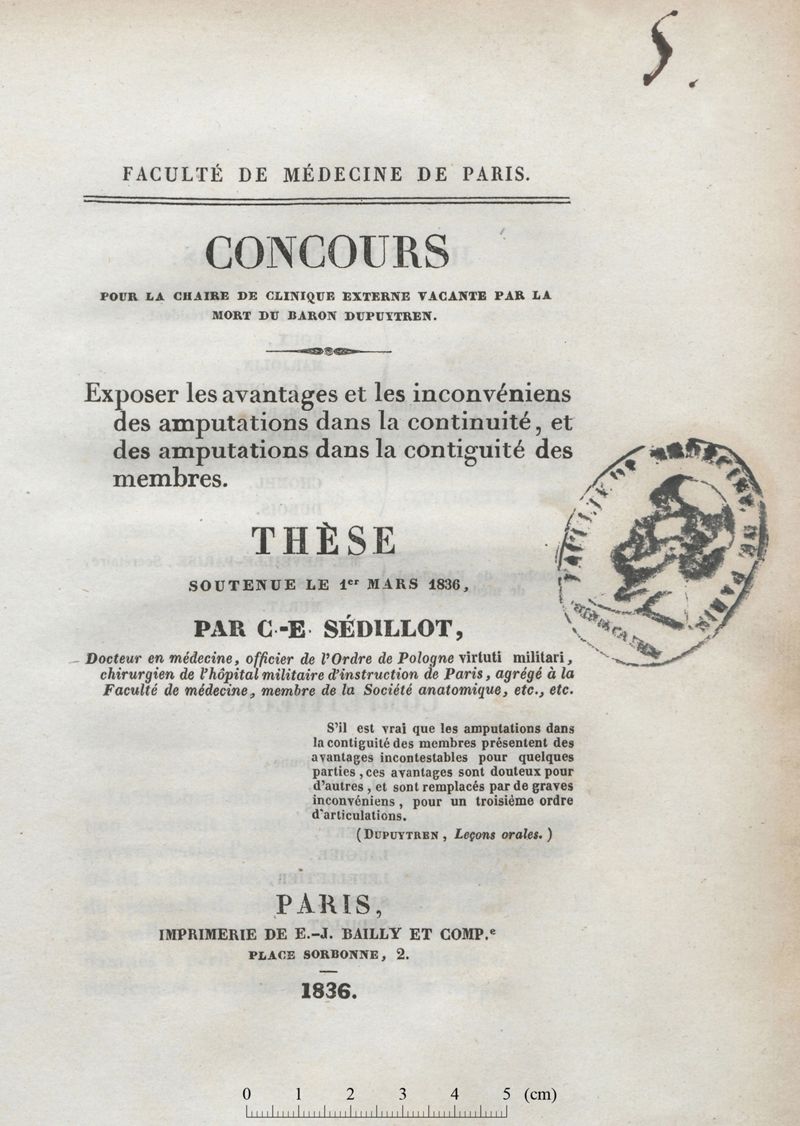 5.
FACULTÉ DE MÉDECINE DE PARIS.
CONCOURS
POUR LA CHAIRE DE CLINIQUE EXTERNE VACANTE PAR LA
MORT DU BARON DUPUYTREN.
Exposer les avantages et les inconvéniens
des amputations dans la continuité, et
des amputations dans la contiguité des
membres.
THÈSE
SOUTENUE LE 1er MARS 1836,
PAR C.-E. SÉDILLOT,
Docteur en médecine, officier de l'Ordre de Pologne virtuti militari,
chirurgien de l'hôpital militaire d'instruction de Paris, agrégé à la
Faculté de médecine, membre de la Société anatomique, etc., etc.
FACULTE DE MEDECINE DE PARIS
S'il est vrai que les amputations dans
la contiguité des membres présentent des
avantages incontestables pour quelques
parties, ces avantages sont douteux pour
d'autres, et sont remplacés par de graves
inconvéniens, pour un troisième ordre
d'articulations.
(DUPUYTREN, Leçons orales.)
PARIS,
IMPRIMERIE DE E.-J. BAILLY ET COMP.e
PLACE SORBONNE, 2.
1836.
0 1 2 3 4 5 (cm)